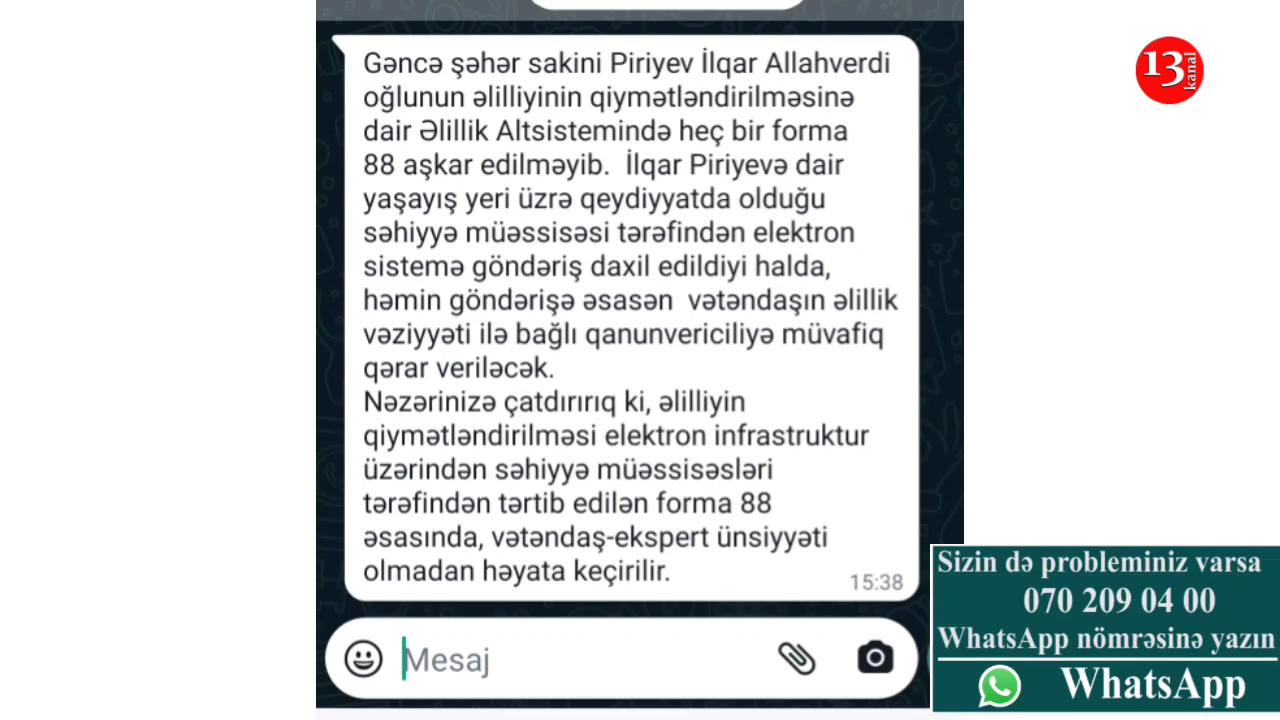 Gəncə şəhər sakini Piriyev İlqar Allahverdi
oğlunun əlilliyinin qiymətləndirilməsinə
dair Əlillik Altsistemində heç bir forma
88 aşkar edilməyib.  İlqar Piriyevə dair
yaşayış yeri üzrə qeydiyyatda olduğu
səhiyyə müəssisəsi tərəfindən elektron
sistemə göndəriş daxil edildiyi halda,
həmin göndərişə əsasən  vətəndaşın əlillik
vəziyyəti ilə bağlı qanunvericiliyə müvafiq
qərar veriləcək.
Nəzərinizə çatdırırıq ki, əlilliyin
qiymətləndirilməsi elektron infrastruktur
üzərindən səhiyyə müəssisəsləri
tərəfindən tərtib edilən forma 88
əsasında, vətəndaş-ekspert ünsiyyəti
olmadan həyata keçirilir.
15:38
Mesaj
13 kanal
Sizin də probleminiz varsa
070 209 04 00
WhatsApp nömrəsinə yazın
WhatsApp